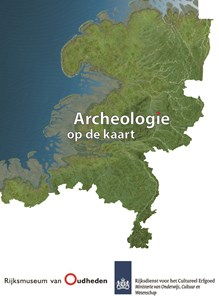 Archeologie
op de kaart
Rijksmuseum van Oudheden
Rijksdienst voor het Cultureel Erfgoed
Ministerie van Onderwijs, Cultuur en
Wetenschap